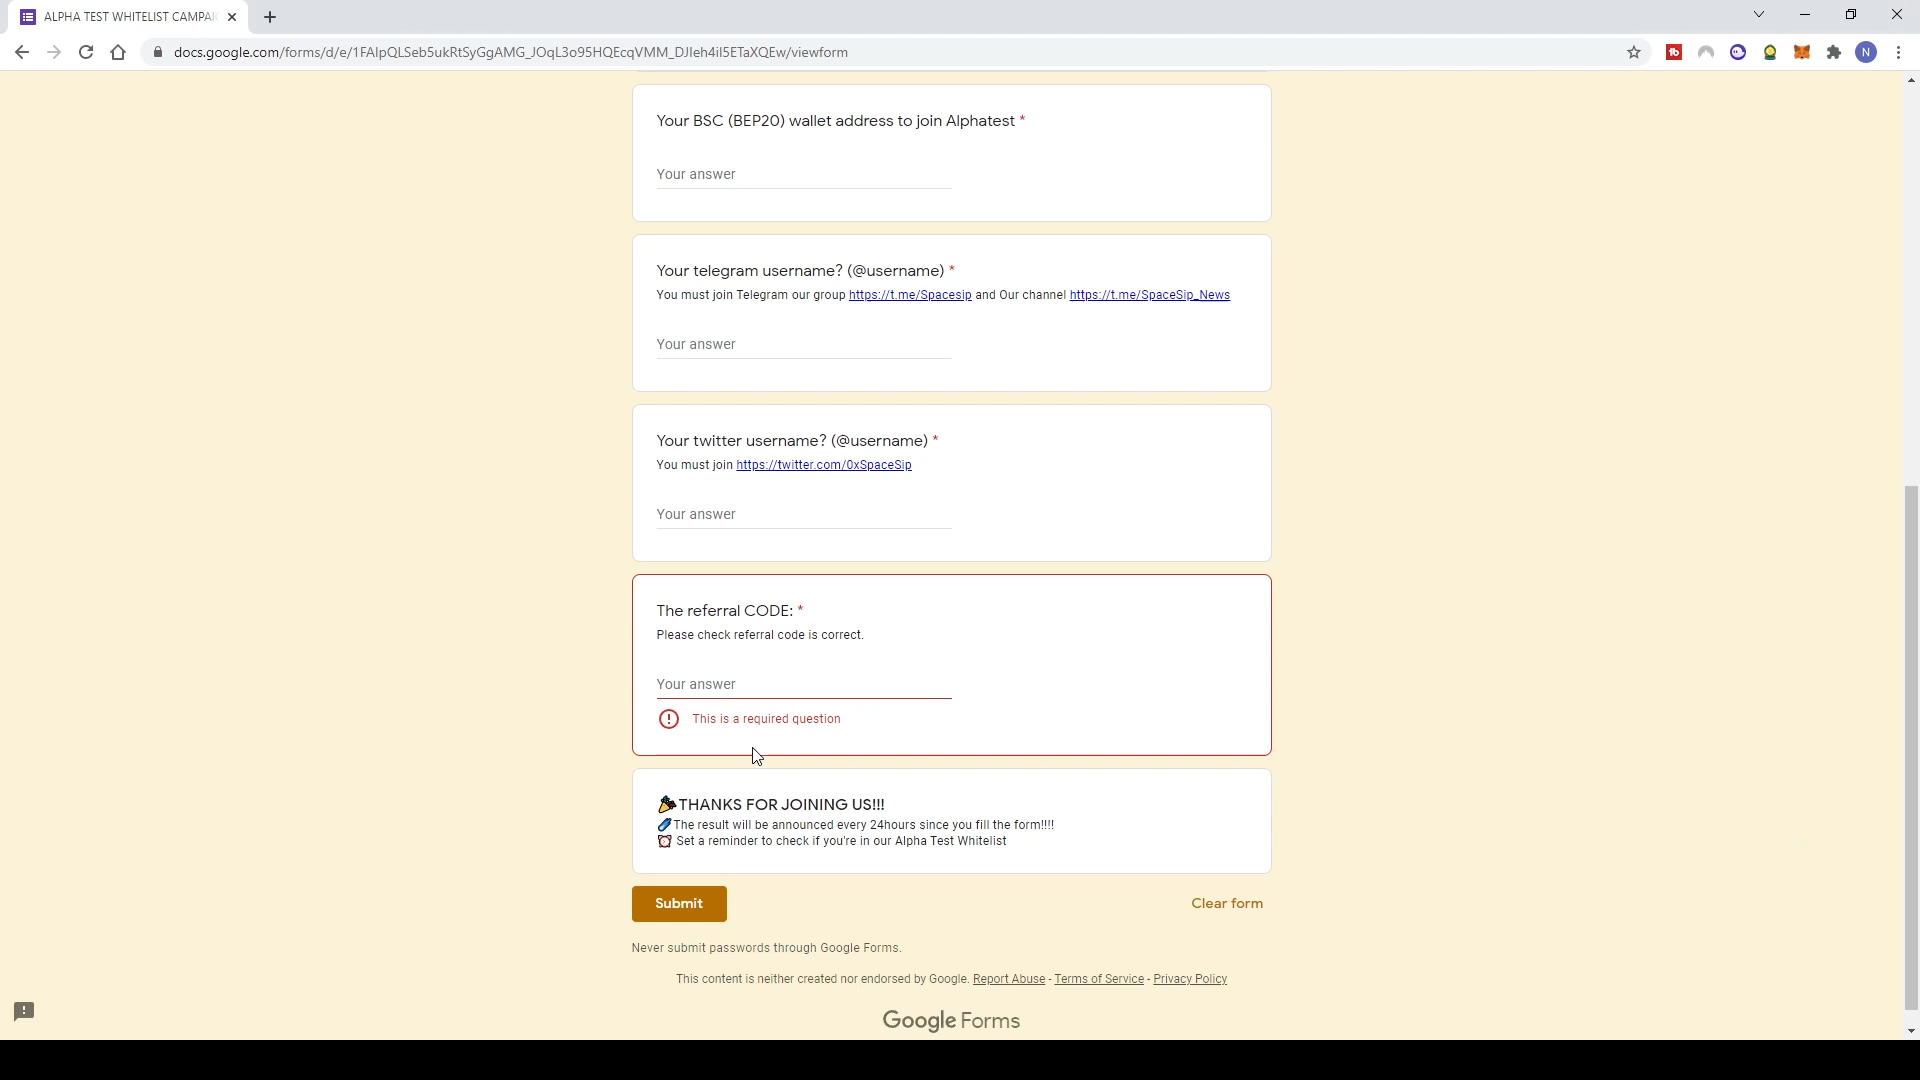 ALPHA TEST WHITELIST CAMPAI
docs.google.com/forms/d/e/1FAIpQLSeb5ukRtSyGgAMG_JOqL3o95HQEcqVMM_DJIeh4il5ETaXQEw/viewform
N
Your BSC (BEP20) wallet address to join Alphatest *
Your answer
Your telegram username? (@username) *
You must join Telegram our group https://t.me/Spacesip and Our channel https://t.me/SpaceSip_News
Your answer
Your twitter username? (@username) *
You must join https://twitter.com/0xSpaceSip
Your answer
The referral CODE: *
Please check referral code is correct.
Your answer
This is a required question
THANKS FOR JOINING US!!!
The result will be announced every 24hours since you fill the form!!!!
Set a reminder to check if you're in our Alpha Test Whitelist
Submit
Clear form
Never submit passwords through Google Forms.
This content is neither created nor endorsed by Google. Report Abuse - Terms of Service - Privacy Policy
Google Forms